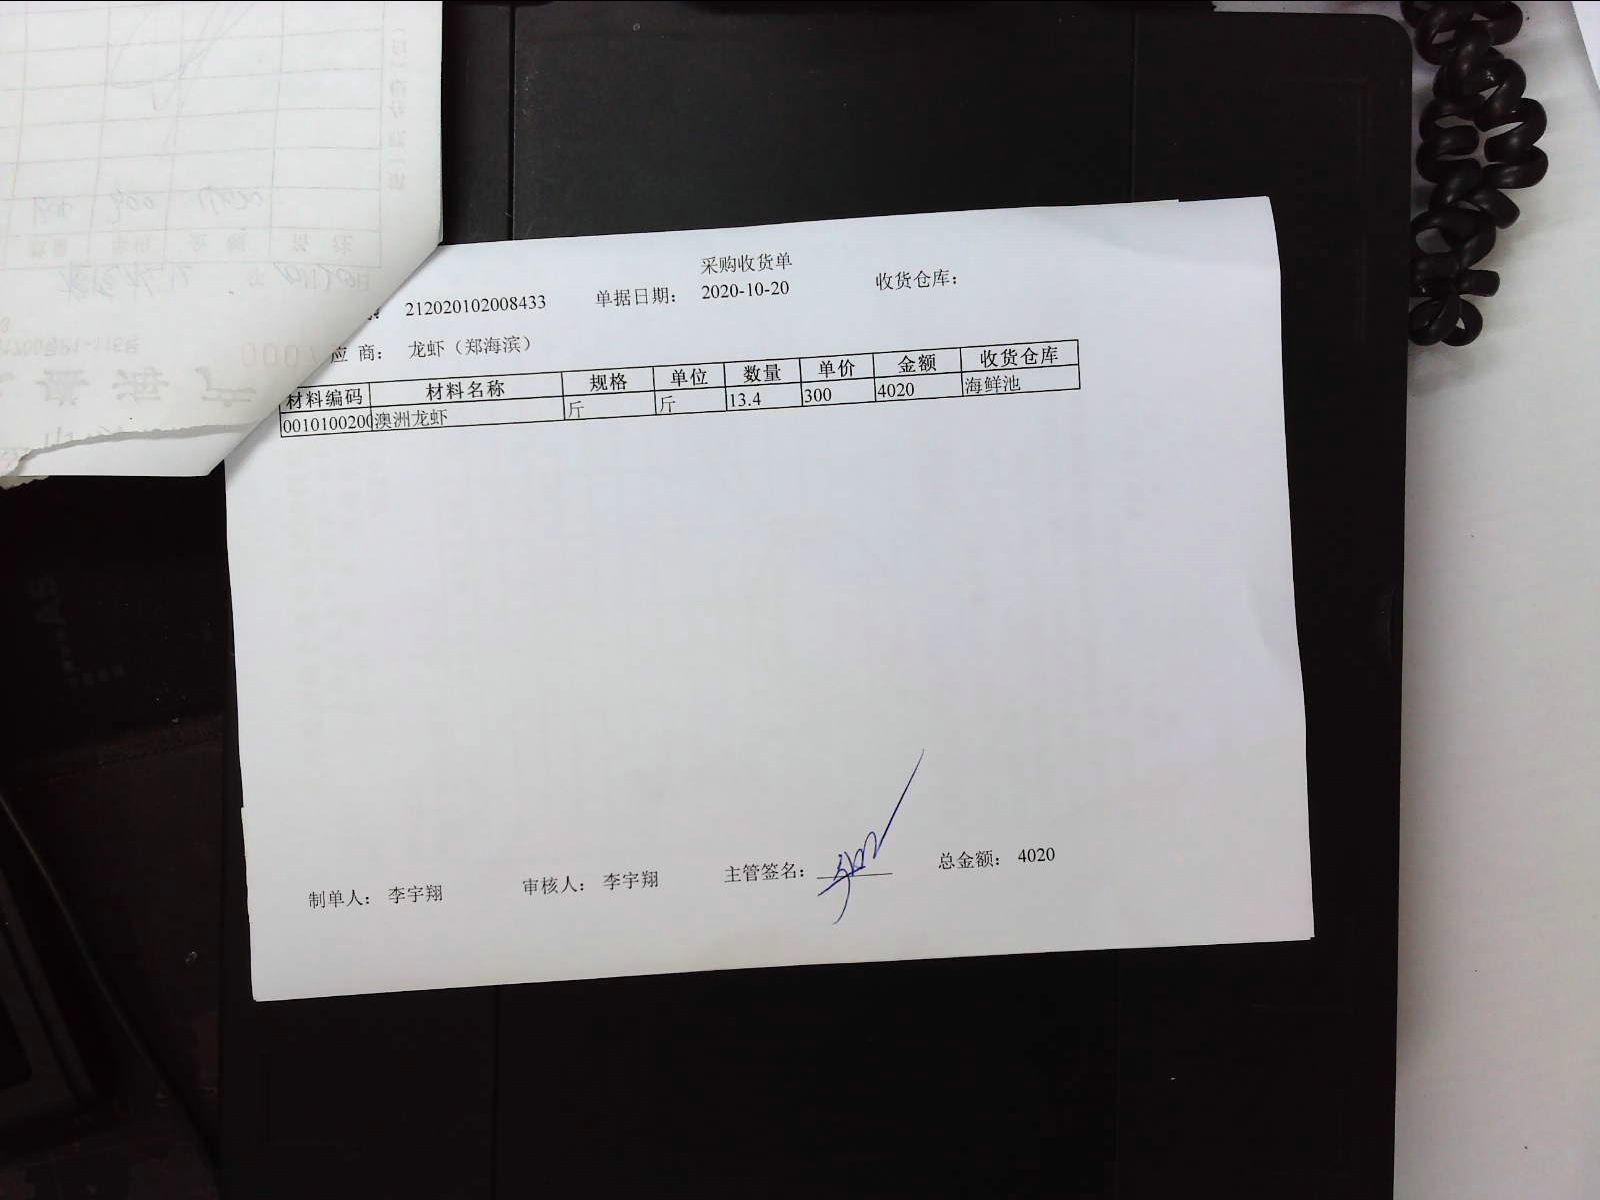 采购收货单
212020102008433 单据日期： 2020-10-20 收货仓库：
应 商： 龙虾（郑海滨）
材料编码 材料名称 规格 单位 数量 单价 金额 收货仓库
00101002 澳洲龙虾 斤 斤 13.4 300 4020 海鲜池
制单人： 李宇翔 审核人： 李宇翔 主管签名： 总金额： 4020